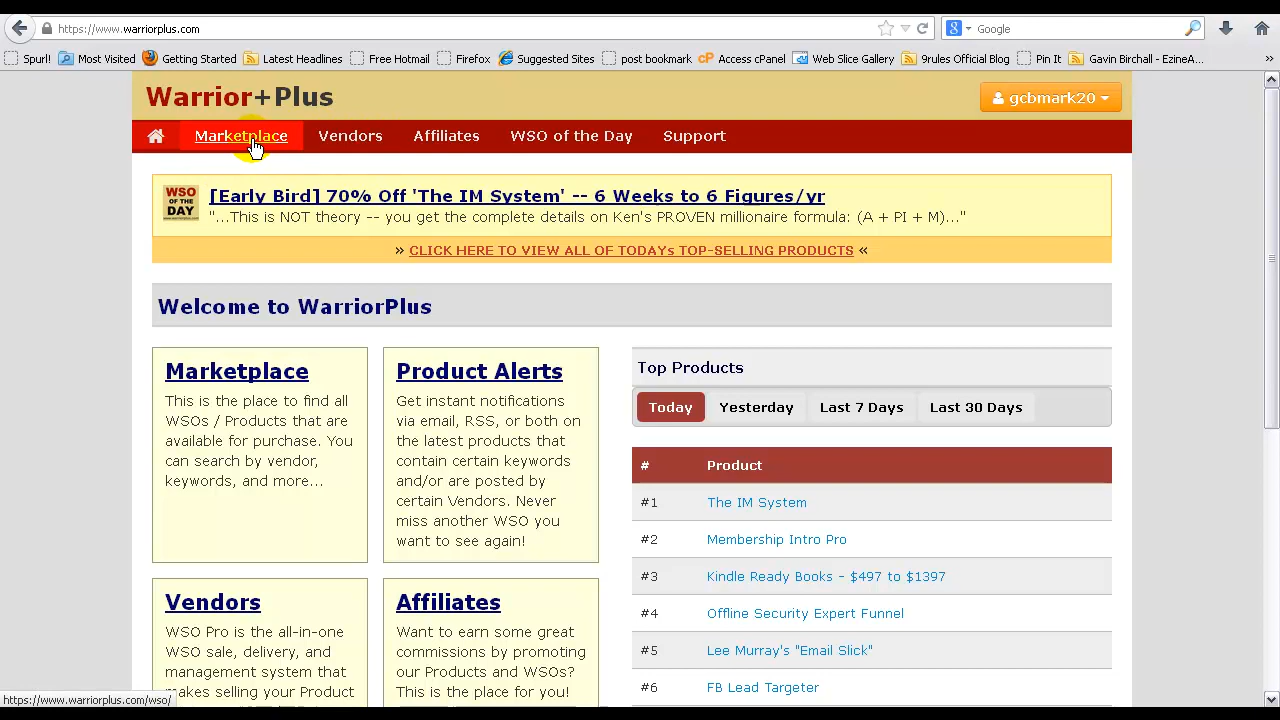 https://www.warriorplus.com
Google
Spurl!
Most Visited
Getting Started
Latest Headlines
Free Hotmail
Firefox
Suggested Sites
post bookmark
Access cPanel
Web Slice Gallery
9rules Official Blog
Pin It
Gavin Birchall - EzineA...
»
Warrior+Plus
gcbmark20
Marketplace
Vendors
Affiliates
WSO of the Day
Support
WSO
OF THE
DAY
[Early Bird] 70% Off 'The IM System' -- 6 Weeks to 6 Figures/yr
"...This is NOT theory -- you get the complete details on Ken's PROVEN millionaire formula: (A + PI + M)..."
» CLICK HERE TO VIEW ALL OF TODAYs TOP-SELLING PRODUCTS «
Welcome to WarriorPlus
Marketplace
This is the place to find all
WSOs / Products that are
available for purchase. You
can search by vendor,
keywords, and more...
Product Alerts
Get instant notifications
via email, RSS, or both on
the latest products that
contain certain keywords
and/or are posted by
certain Vendors. Never
miss another WSO you
want to see again!
Vendors
WSO Pro is the all-in-one
WSO sale, delivery, and
management system that
makes selling your Product
Affiliates
Want to earn some great
commissions by promoting
our Products and WSOs?
This is the place for you!
Top Products
Today
Yesterday
Last 7 Days
Last 30 Days
# Product
#1 The IM System
#2 Membership Intro Pro
#3 Kindle Ready Books - $497 to $1397
#4 Offline Security Expert Funnel
#5 Lee Murray's "Email Slick"
#6 FB Lead Targeter
https://www.warriorplus.com/wso/